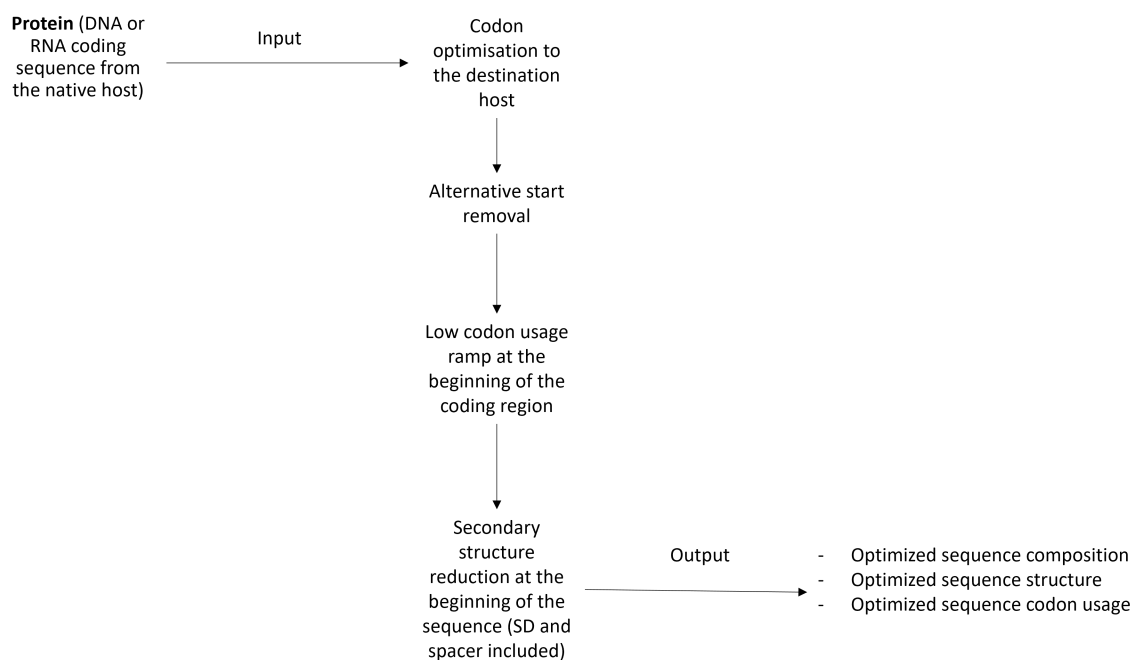 Protein (DNA or
RNA coding
sequence from
the native host)
Input
Codon
optimisation to
the destination
host
Alternative start
removal
Low codon usage
ramp at the
beginning of the
coding region
Secondary
structure
reduction at the
beginning of the
sequence (SD and
spacer included)
Output
- Optimized sequence composition
- Optimized sequence structure
- Optimized sequence codon usage